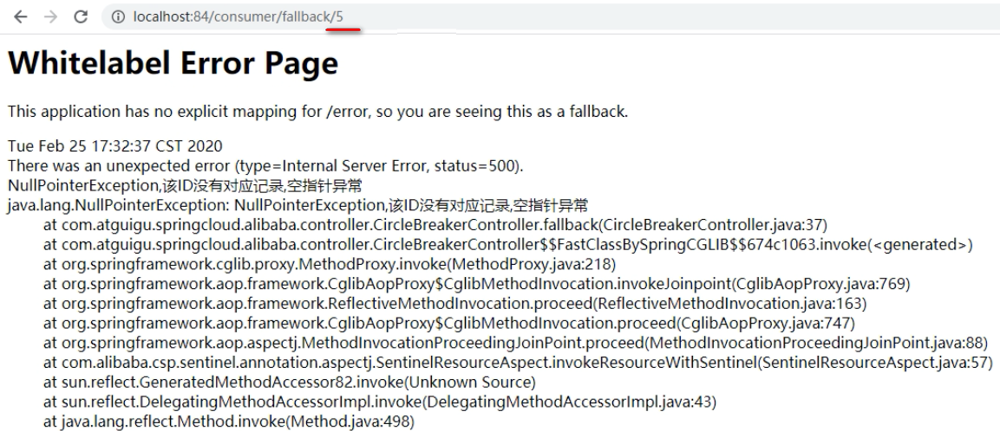 localhost:84/consumer/fallback/5
Whitelabel Error Page
This application has no explicit mapping for /error, so you are seeing this as a fallback.
Tue Feb 25 17:32:37 CST 2020
There was an unexpected error (type=Internal Server Error, status=500).
NullPointerException,该ID没有对应记录,空指针异常
java.lang.NullPointerException: NullPointerException,该ID没有对应记录,空指针异常
at com.atguigu.springcloud.alibaba.controller.CircleBreakerController.fallback(CircleBreakerController.java:37)
at com.atguigu.springcloud.alibaba.controller.CircleBreakerController$$FastClassBySpringCGLIB$$674c1063.invoke(<generated>)
at org.springframework.cglib.proxy.MethodProxy.invoke(MethodProxy.java:218)
at org.springframework.aop.framework.CglibAopProxy$CglibMethodInvocation.invokeJoinpoint(CglibAopProxy.java:769)
at org.springframework.aop.framework.ReflectiveMethodInvocation.proceed(ReflectiveMethodInvocation.java:163)
at org.springframework.aop.framework.CglibAopProxy$CglibMethodInvocation.proceed(CglibAopProxy.java:747)
at org.springframework.aop.aspectj.MethodInvocationProceedingJoinPoint.proceed(MethodInvocationProceedingJoinPoint.java:88)
at com.alibaba.csp.sentinel.annotation.aspectj.SentinelResourceAspect.invokeResourceWithSentinel(SentinelResourceAspect.java:57)
at sun.reflect.GeneratedMethodAccessor82.invoke(Unknown Source)
at sun.reflect.DelegatingMethodAccessorImpl.invoke(DelegatingMethodAccessorImpl.java:43)
at java.lang.reflect.Method.invoke(Method.java:498)